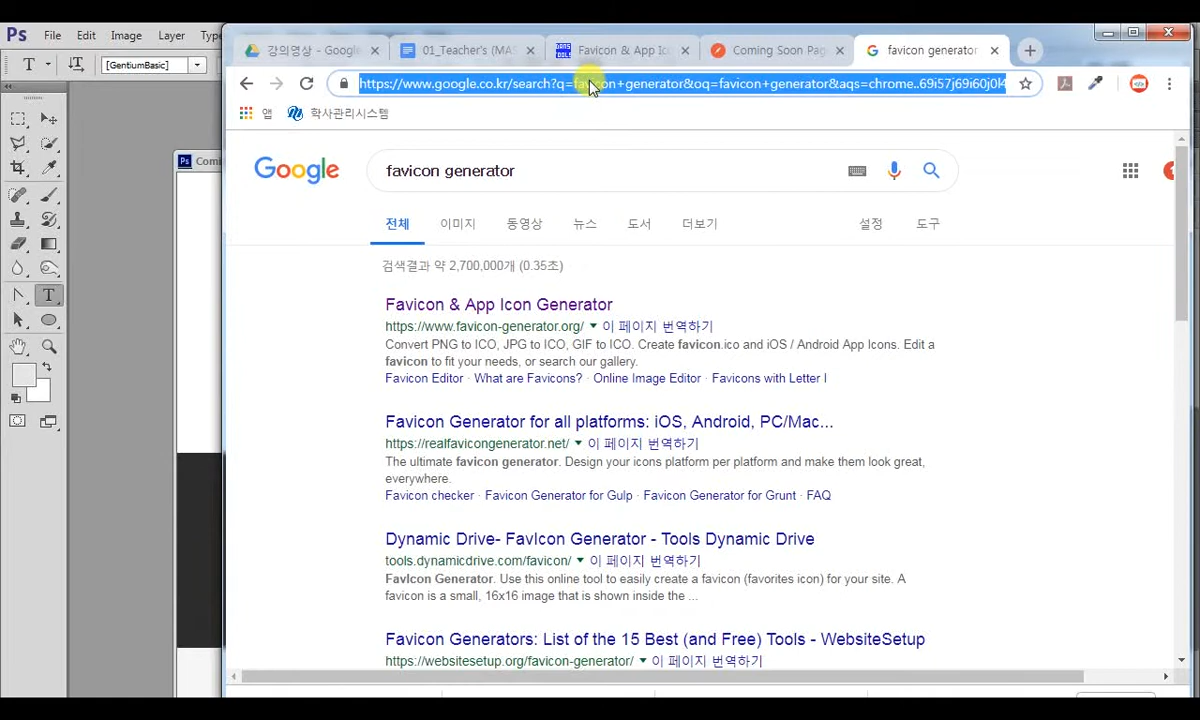 Ps File Edit Image Layer Type
[GentiumBasic]
Comi
강의영상 - Google
01_Teacher's (MA
Favicon & App Ic
Coming Soon Pag
favicon generator
https://www.google.co.kr/search?q=favicon+generator&oq=favicon+generator&aqs=chrome..69i57j69i60j0l4
앱 학사관리시스템
Google
favicon generator
전체 이미지 동영상 뉴스 도서 더보기 설정 도구
검색결과 약 2,700,000개 (0.35초)
Favicon & App Icon Generator
https://www.favicon-generator.org/ 이 페이지 번역하기
Convert PNG to ICO, JPG to ICO, GIF to ICO. Create favicon.ico and iOS / Android App Icons. Edit a
favicon to fit your needs, or search our gallery.
Favicon Editor · What are Favicons? · Online Image Editor · Favicons with Letter I
Favicon Generator for all platforms: iOS, Android, PC/Mac...
https://realfavicongenerator.net/ 이 페이지 번역하기
The ultimate favicon generator. Design your icons platform per platform and make them look great,
everywhere.
Favicon checker · Favicon Generator for Gulp · Favicon Generator for Grunt · FAQ
Dynamic Drive- FavIcon Generator - Tools Dynamic Drive
tools.dynamicdrive.com/favicon/ 이 페이지 번역하기
FavIcon Generator. Use this online tool to easily create a favicon (favorites icon) for your site. A
favicon is a small, 16x16 image that is shown inside the ...
Favicon Generators: List of the 15 Best (and Free) Tools - WebsiteSetup
https://websitesetup.org/favicon-generator/ 이 페이지 번역하기